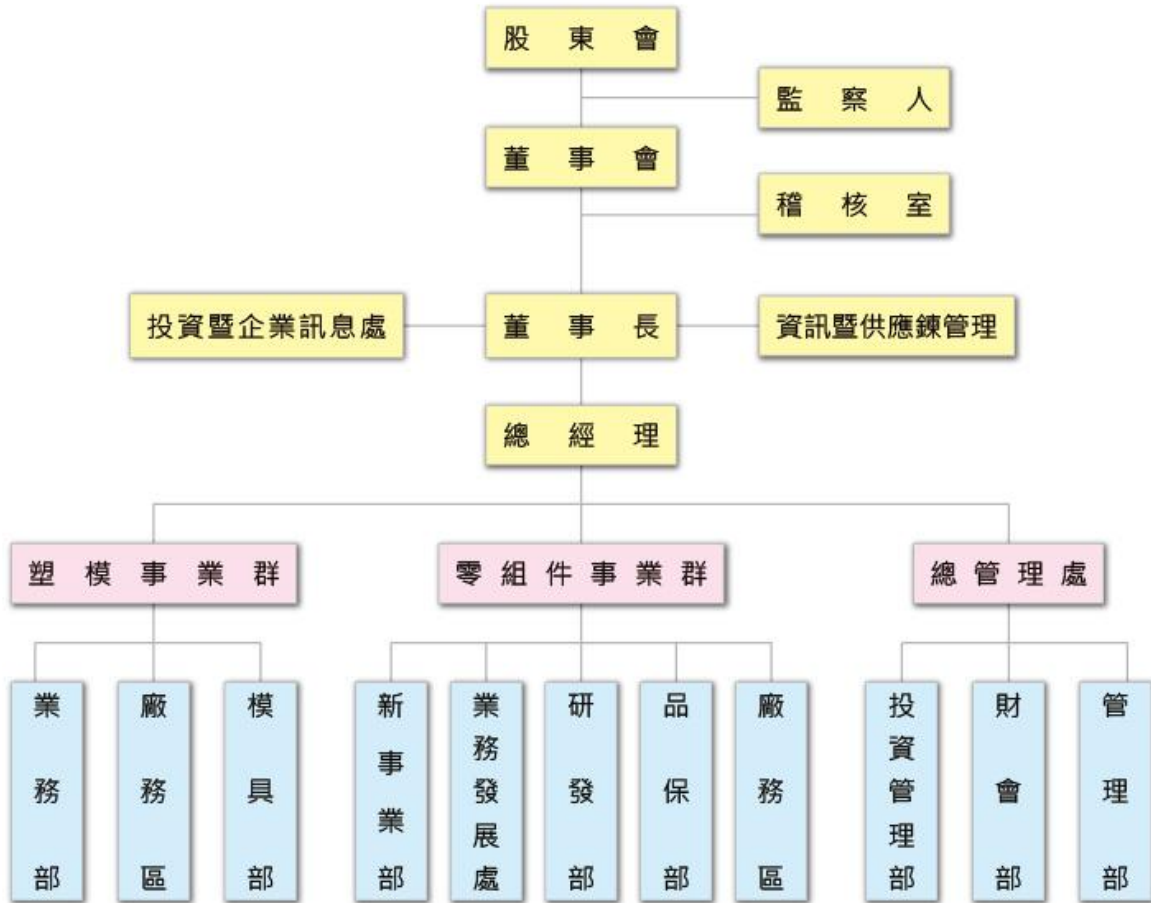 股東會
監察人
董事會
稽核室
投資暨企業訊息處
董事長
資訊暨供應鍊管理
總經理
塑模事業群
零組件事業群
總管理處
業務部
廠務區
模具部
新事業部
業務發展處
研發部
品保部
廠務區
投資管理部
財會部
管理部